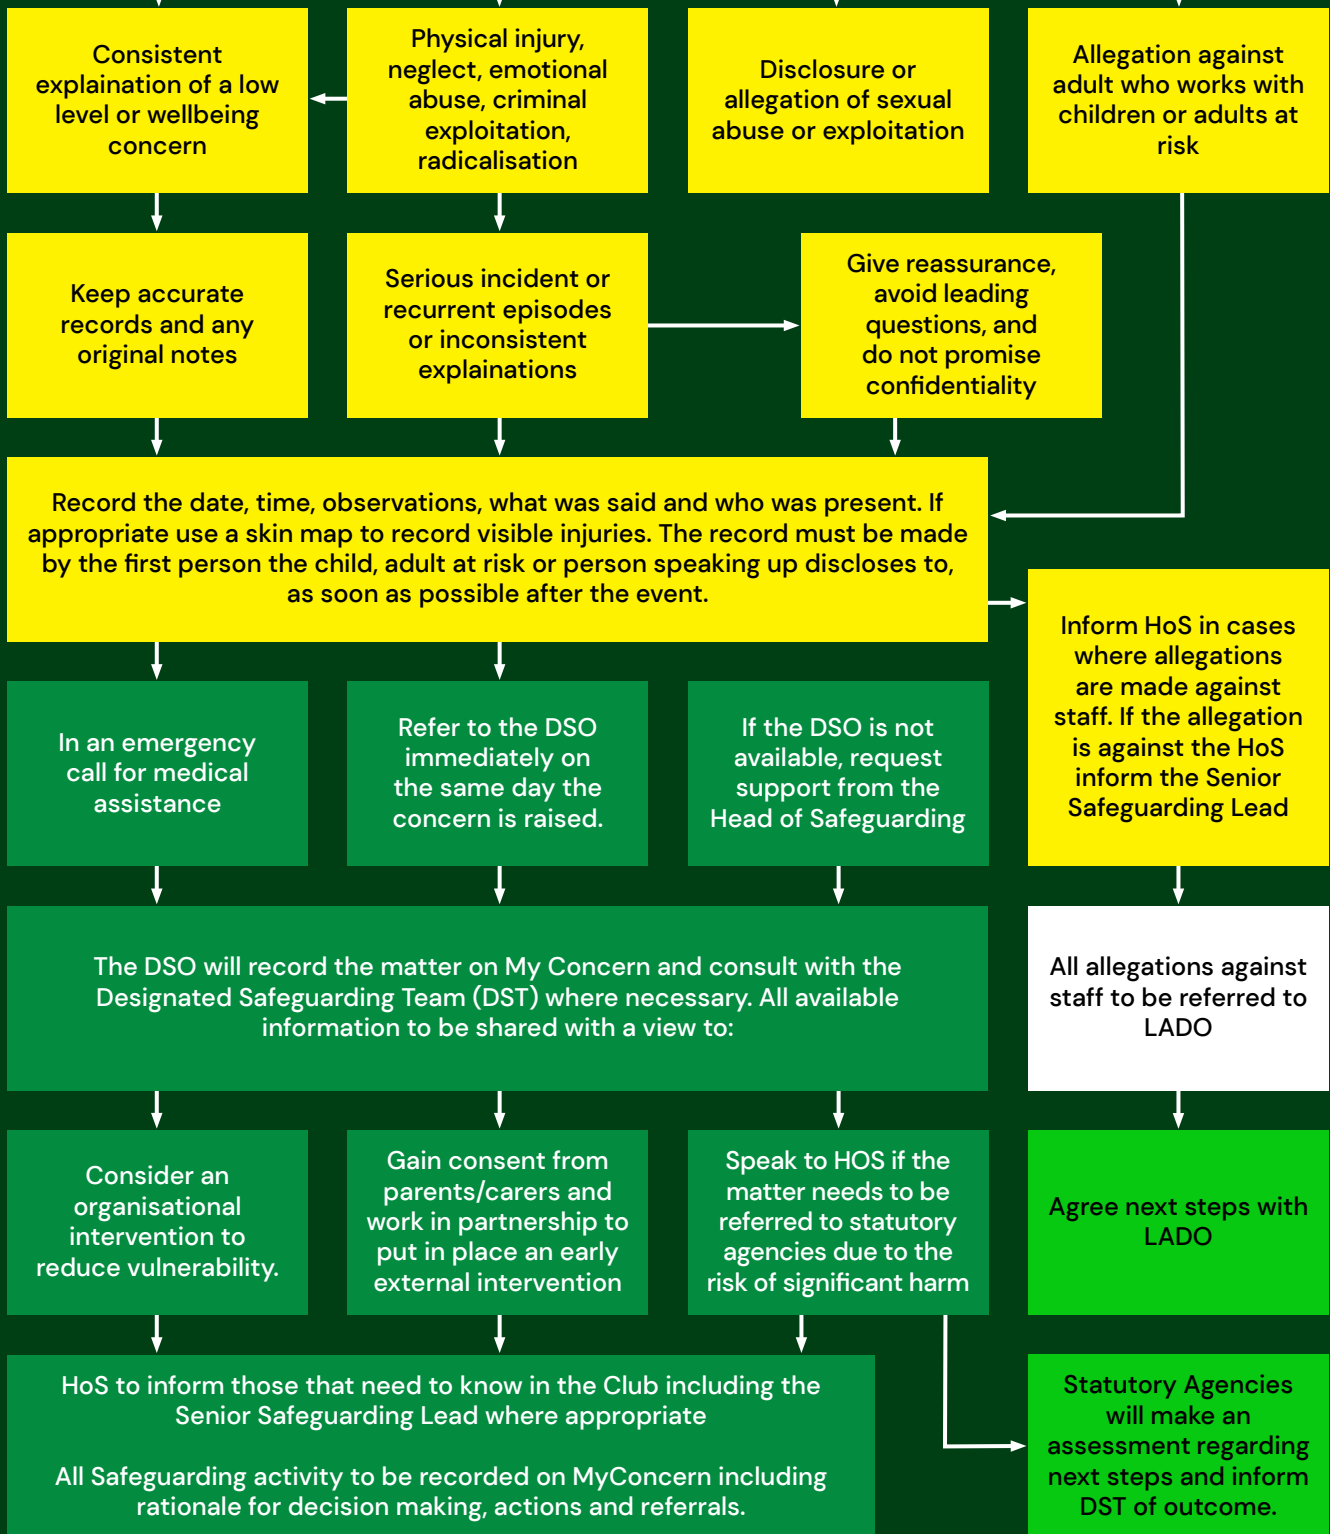 Consistent
explaination of a low
level or wellbeing
concern
Physical injury,
neglect, emotional
abuse, criminal
exploitation,
radicalisation
Disclosure or
allegation of sexual
abuse or exploitation
Allegation against
adult who works with
children or adults at
risk
Keep accurate
records and any
original notes
Serious incident or
recurrent episodes
or inconsistent
explainations
Give reassurance,
avoid leading
questions, and
do not promise
confidentiality
Record the date, time, observations, what was said and who was present. If
appropriate use a skin map to record visible injuries. The record must be made
by the first person the child, adult at risk or person speaking up discloses to,
as soon as possible after the event.
Inform HoS in cases
where allegations
are made against
staff. If the allegation
is against the HoS
inform the Senior
Safeguarding Lead
In an emergency
call for medical
assistance
Refer to the DSO
immediately on
the same day the
concern is raised.
If the DSO is not
available, request
support from the
Head of Safeguarding
The DSO will record the matter on My Concern and consult with the
Designated Safeguarding Team (DST) where necessary. All available
information to be shared with a view to:
All allegations against
staff to be referred to
LADO
Consider an
organisational
intervention to
reduce vulnerability.
Gain consent from
parents/carers and
work in partnership to
put in place an early
external intervention
Speak to HOS if the
matter needs to be
referred to statutory
agencies due to the
risk of significant harm
Agree next steps with
LADO
HoS to inform those that need to know in the Club including the
Senior Safeguarding Lead where appropriate
All Safeguarding activity to be recorded on MyConcern including
rationale for decision making, actions and referrals.
Statutory Agencies
will make an
assessment regarding
next steps and inform
DST of outcome.